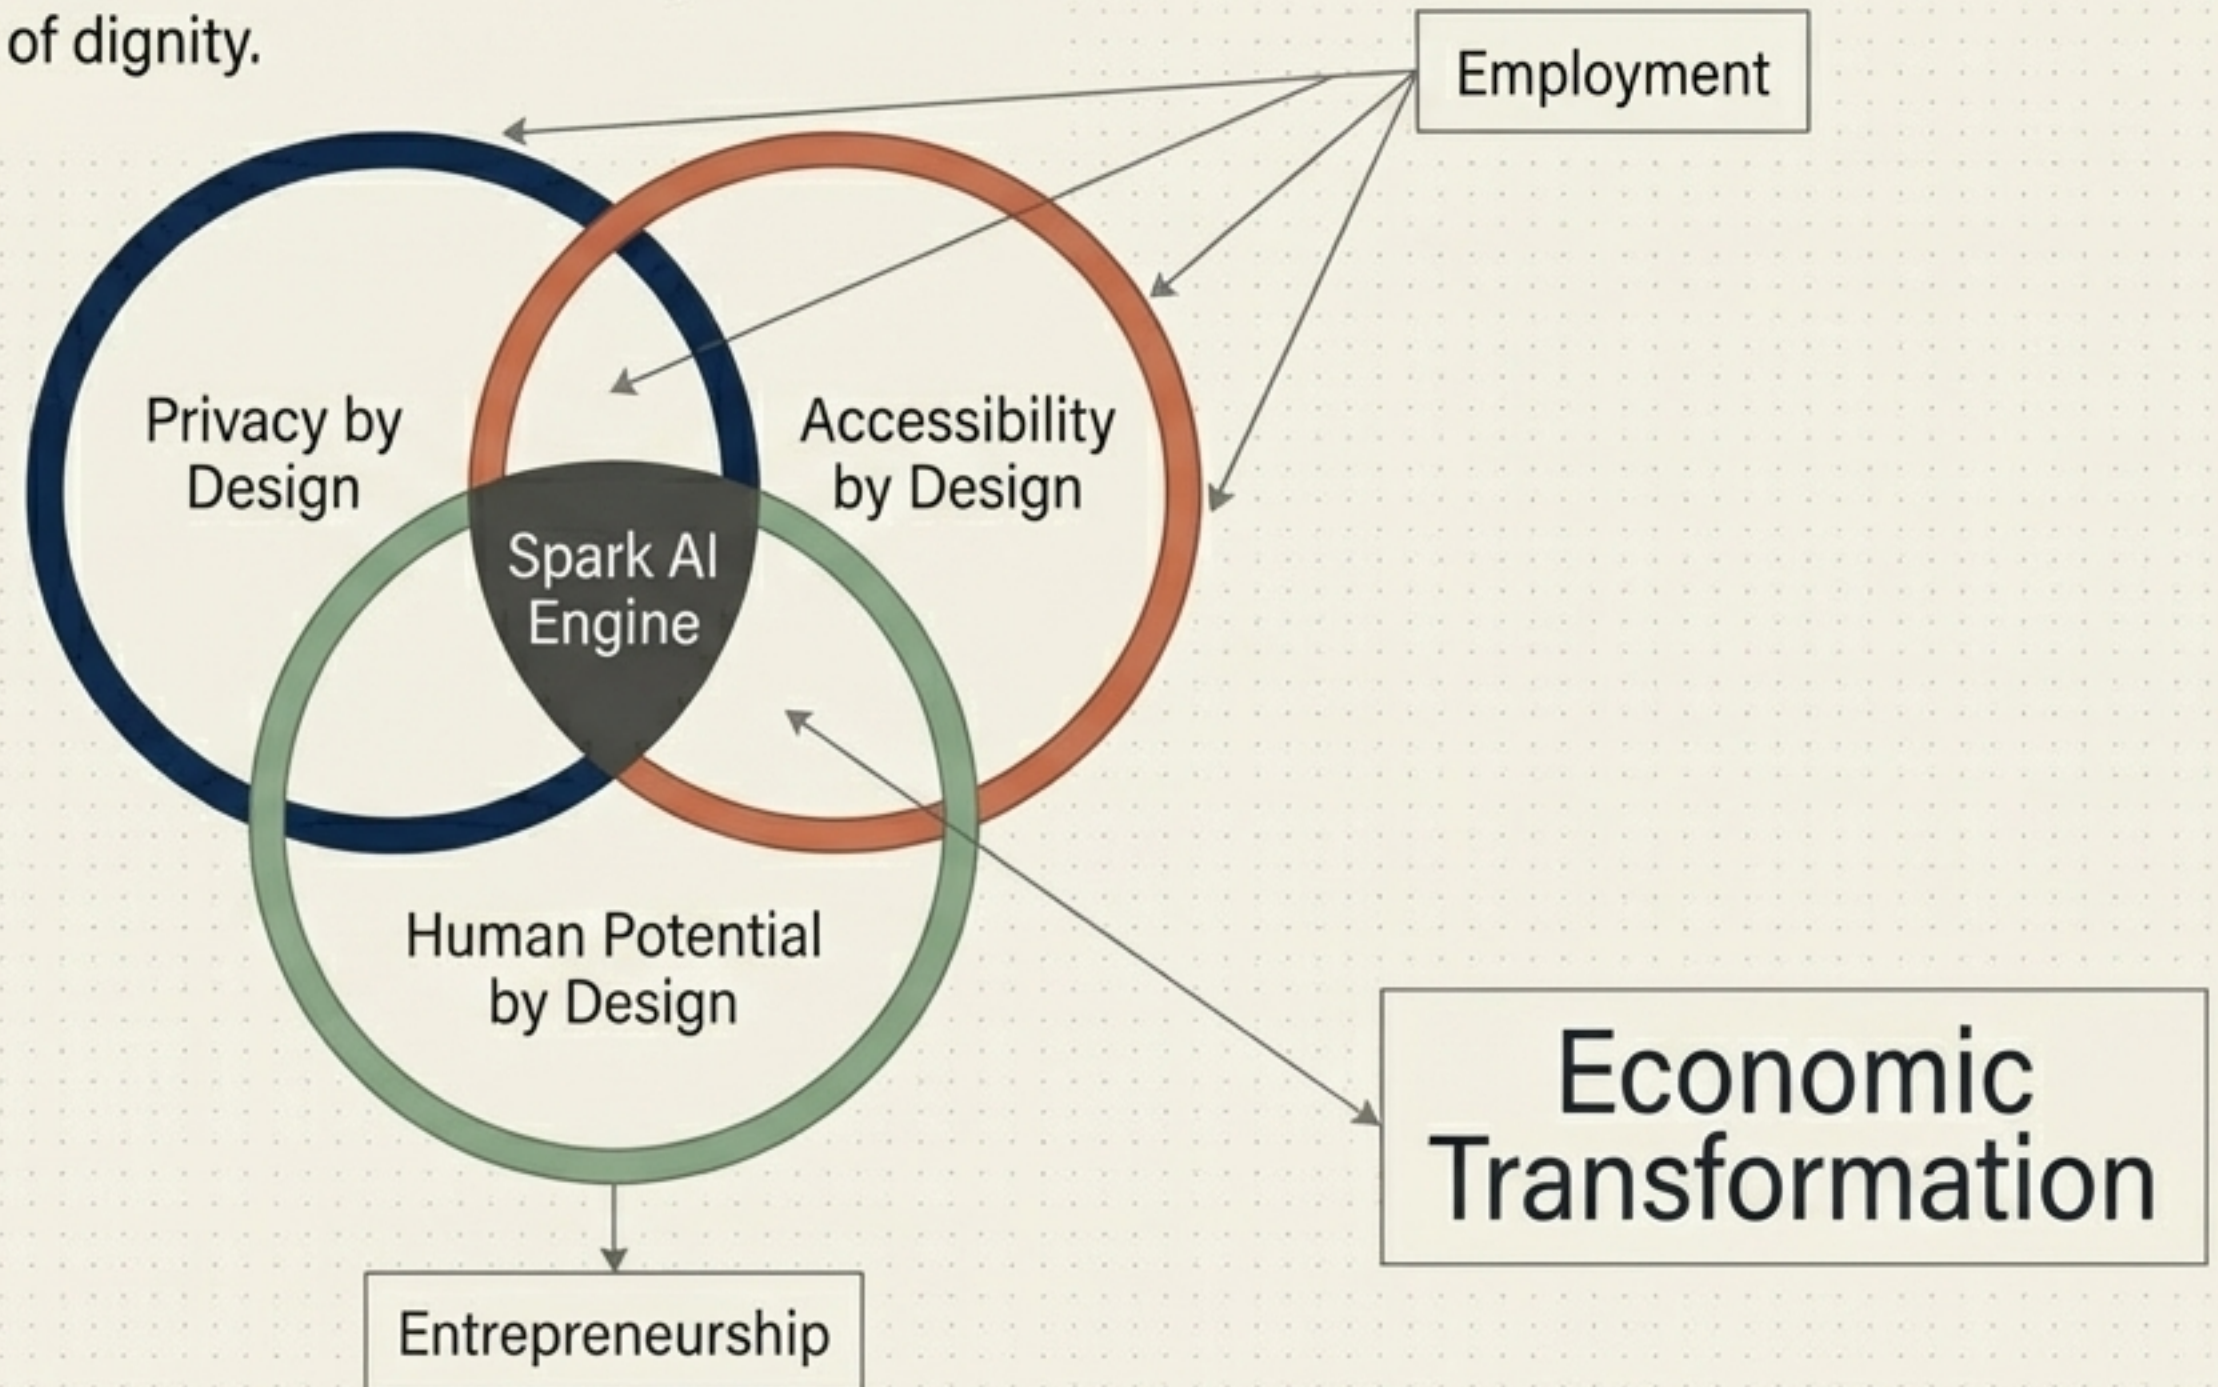 of dignity.
Employment
Privacy by
Design
Accessibility
by Design
Spark AI
Engine
Human Potential
by Design
Economic
Transformation
Entrepreneurship